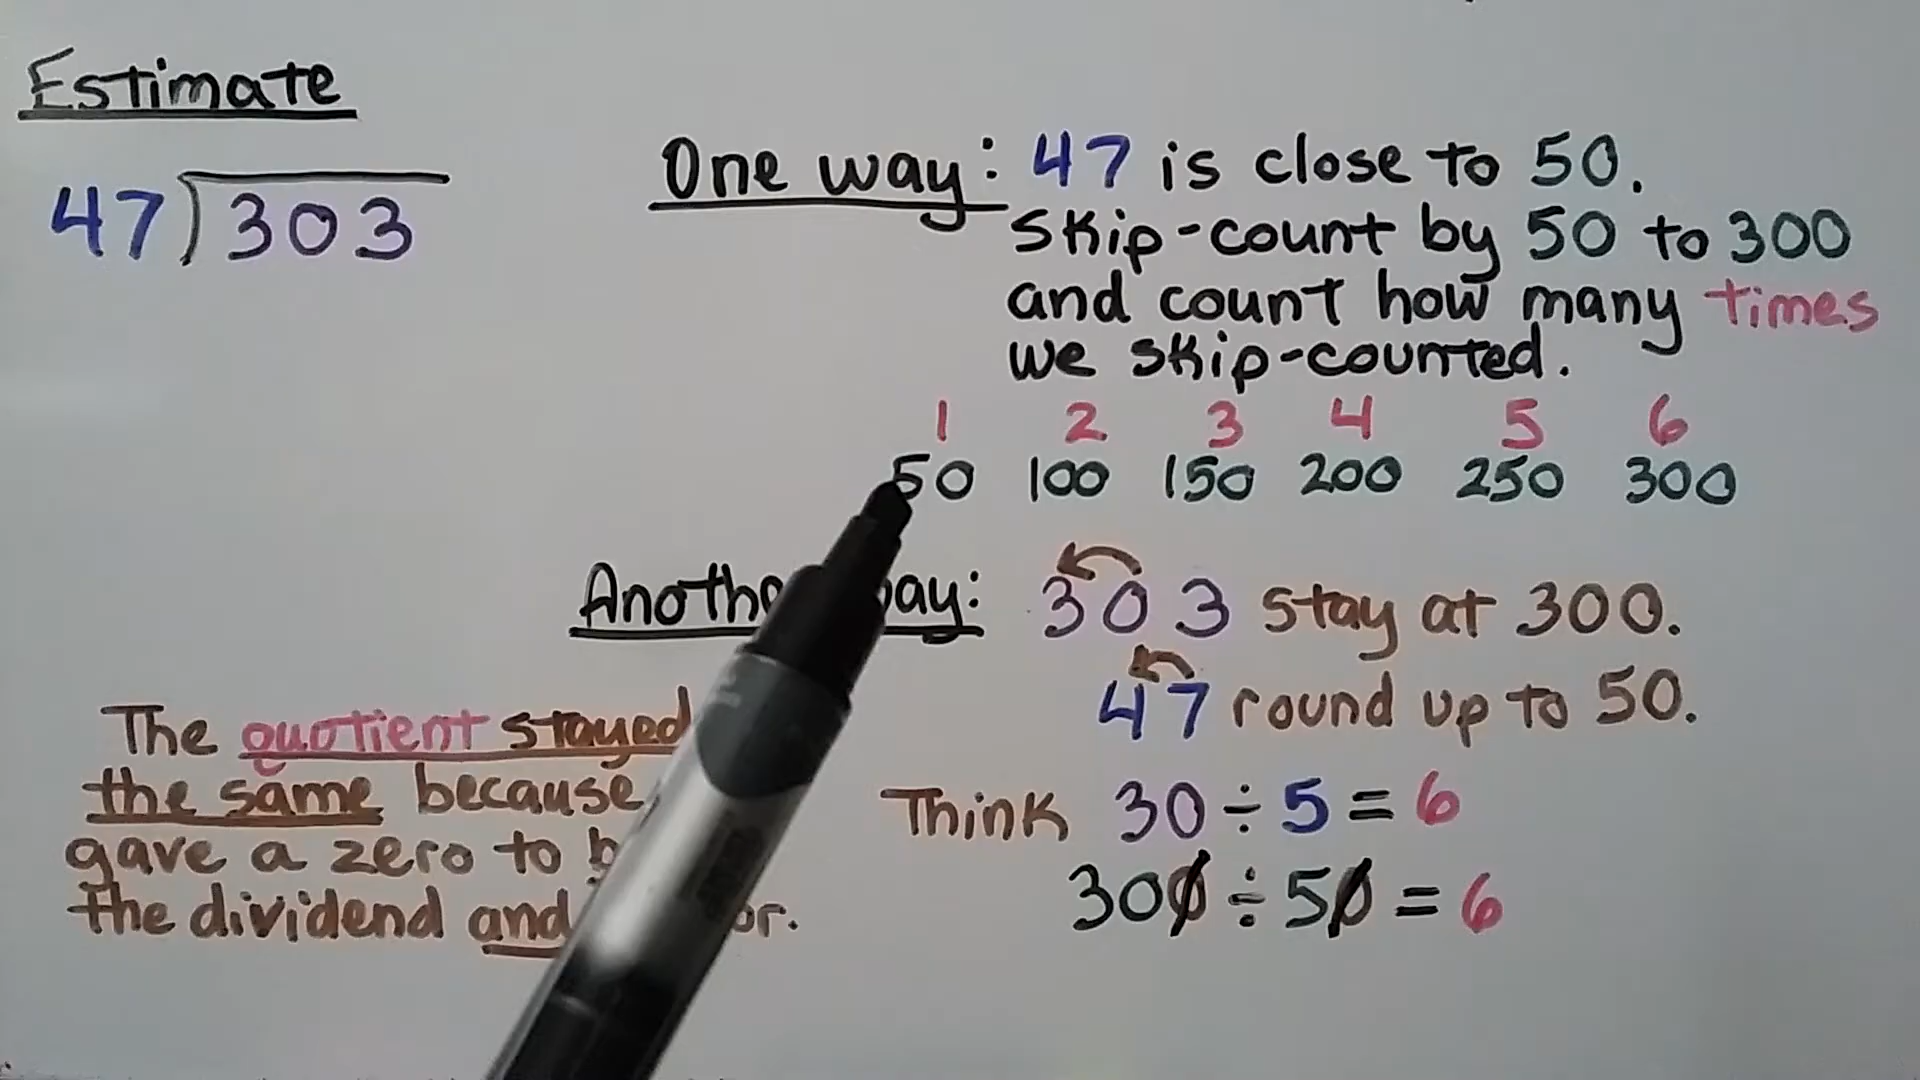 Estimate
47)303
One way: 47 is close to 50.
Skip-count by 50 to 300
and count how many times
we skip-counted.
1 2 3 4 5 6
50 100 150 200 250 300
303 stay at 300.
47 round up to 50.
Think 30÷5=6
300÷50=6
The quotient stayed
the same because
gave a zero to
the dividend and